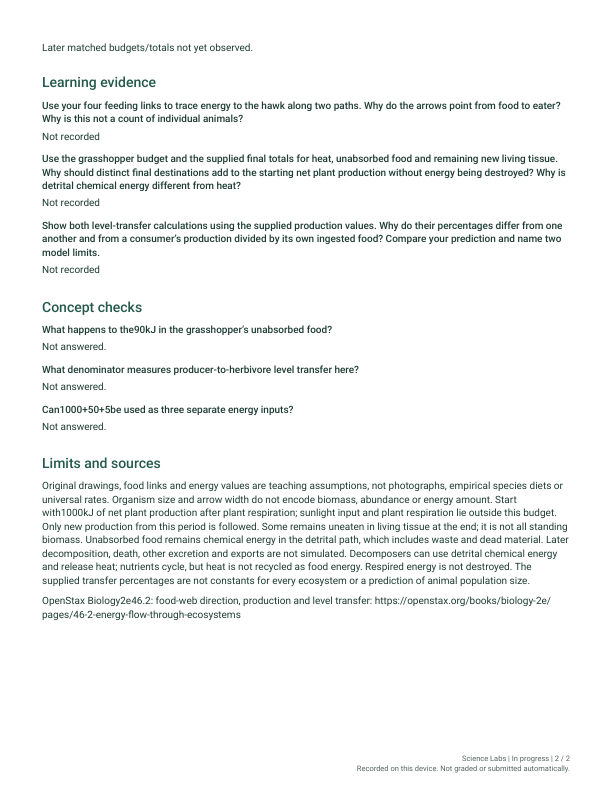 Later matched budgets/totals not yet observed.
Learning evidence
Use your four feeding links to trace energy to the hawk along two paths. Why do the arrows point from food to eater?
Why is this not a count of individual animals?
Not recorded
Use the grasshopper budget and the supplied final totals for heat, unabsorbed food and remaining new living tissue.
Why should distinct final destinations add to the starting net plant production without energy being destroyed? Why is
detrital chemical energy different from heat?
Not recorded
Show both level-transfer calculations using the supplied production values. Why do their percentages differ from one
another and from a consumer's production divided by its own ingested food? Compare your prediction and name two
model limits.
Not recorded
Concept checks
What happens to the90kJ in the grasshopper's unabsorbed food?
Not answered.
What denominator measures producer-to-herbivore level transfer here?
Not answered.
Can1000+50+5be used as three separate energy inputs?
Not answered.
Limits and sources
Original drawings, food links and energy values are teaching assumptions, not photographs, empirical species diets or
universal rates. Organism size and arrow width do not encode biomass, abundance or energy amount. Start
with1000kJ of net plant production after plant respiration; sunlight input and plant respiration lie outside this budget.
Only new production from this period is followed. Some remains uneaten in living tissue at the end; it is not all standing
biomass. Unabsorbed food remains chemical energy in the detrital path, which includes waste and dead material. Later
decomposition, death, other excretion and exports are not simulated. Decomposers can use detrital chemical energy
and release heat; nutrients cycle, but heat is not recycled as food energy. Respired energy is not destroyed. The
supplied transfer percentages are not constants for every ecosystem or a prediction of animal population size.
OpenStax Biology2e46.2: food-web direction, production and level transfer: https://openstax.org/books/biology-2e/
pages/46-2-energy-flow-through-ecosystems
Science Labs | In progress | 2 / 2
Recorded on this device. Not graded or submitted automatically.